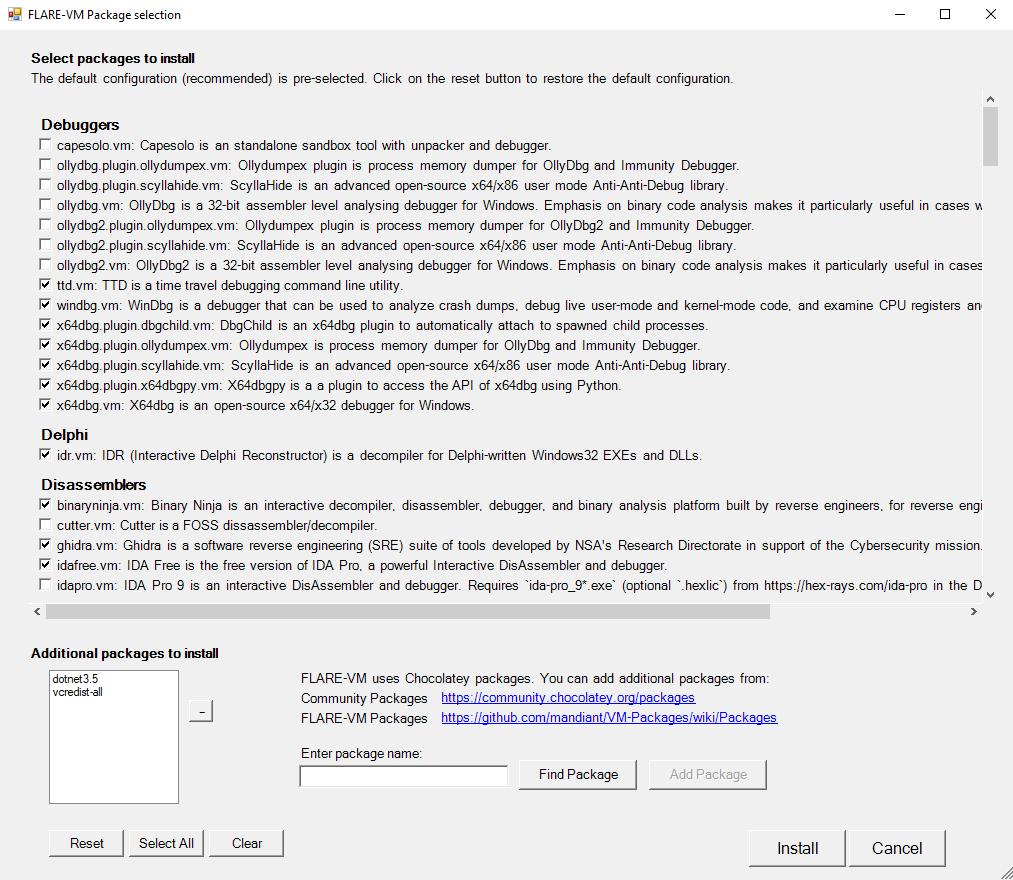 FLARE-VM Package selection
Select packages to install
The default configuration (recommended) is pre-selected. Click on the reset button to restore the default configuration.
Debuggers
capesolo.vm: Capesolo is an standalone sandbox tool with unpacker and debugger.
ollydbg.plugin.ollydumpex.vm: Ollydumpex plugin is process memory dumper for OllyDbg and Immunity Debugger.
ollydbg.plugin.scyllahide.vm: ScyllaHide is an advanced open-source x64/x86 user mode Anti-Anti-Debug library.
ollydbg.vm: OllyDbg is a 32-bit assembler level analysing debugger for Windows. Emphasis on binary code analysis makes it particularly useful in cases w
ollydbg2.plugin.ollydumpex.vm: Ollydumpex plugin is process memory dumper for OllyDbg2 and Immunity Debugger.
ollydbg2.plugin.scyllahide.vm: ScyllaHide is an advanced open-source x64/x86 user mode Anti-Anti-Debug library.
ollydbg2.vm: OllyDbg2 is a 32-bit assembler level analysing debugger for Windows. Emphasis on binary code analysis makes it particularly useful in cases
ttd.vm: TTD is a time travel debugging command line utility.
windbg.vm: WinDbg is a debugger that can be used to analyze crash dumps, debug live user-mode and kernel-mode code, and examine CPU registers an
x64dbg.plugin.dbgchild.vm: DbgChild is an x64dbg plugin to automatically attach to spawned child processes.
x64dbg.plugin.ollydumpex.vm: Ollydumpex is process memory dumper for OllyDbg and Immunity Debugger.
x64dbg.plugin.scyllahide.vm: ScyllaHide is an advanced open-source x64/x86 user mode Anti-Anti-Debug library.
x64dbg.plugin.x64dbgpy.vm: X64dbgpy is a a plugin to access the API of x64dbg using Python.
x64dbg.vm: X64dbg is an open-source x64/x32 debugger for Windows.
Delphi
idr.vm: IDR (Interactive Delphi Reconstructor) is a decompiler for Delphi-written Windows32 EXEs and DLLs.
Disassemblers
binaryninja.vm: Binary Ninja is an interactive decompiler, disassembler, debugger, and binary analysis platform built by reverse engineers, for reverse engi
cutter.vm: Cutter is a FOSS dissassembler/decompiler.
ghidra.vm: Ghidra is a software reverse engineering (SRE) suite of tools developed by NSA's Research Directorate in support of the Cybersecurity mission.
idafree.vm: IDA Free is the free version of IDA Pro, a powerful Interactive DisAssembler and debugger.
idapro.vm: IDA Pro 9 is an interactive DisAssembler and debugger. Requires `ida-pro_9*.exe` (optional `.hexlic`) from https://hex-rays.com/ida-pro in the D
Additional packages to install
dotnet3.5
vcredist-all
-
FLARE-VM uses Chocolatey packages. You can add additional packages from:
Community Packages https://community.chocolatey.org/packages
FLARE-VM Packages https://github.com/mandiant/VM-Packages/wiki/Packages
Enter package name:
Find Package Add Package
Reset Select All Clear
Install Cancel